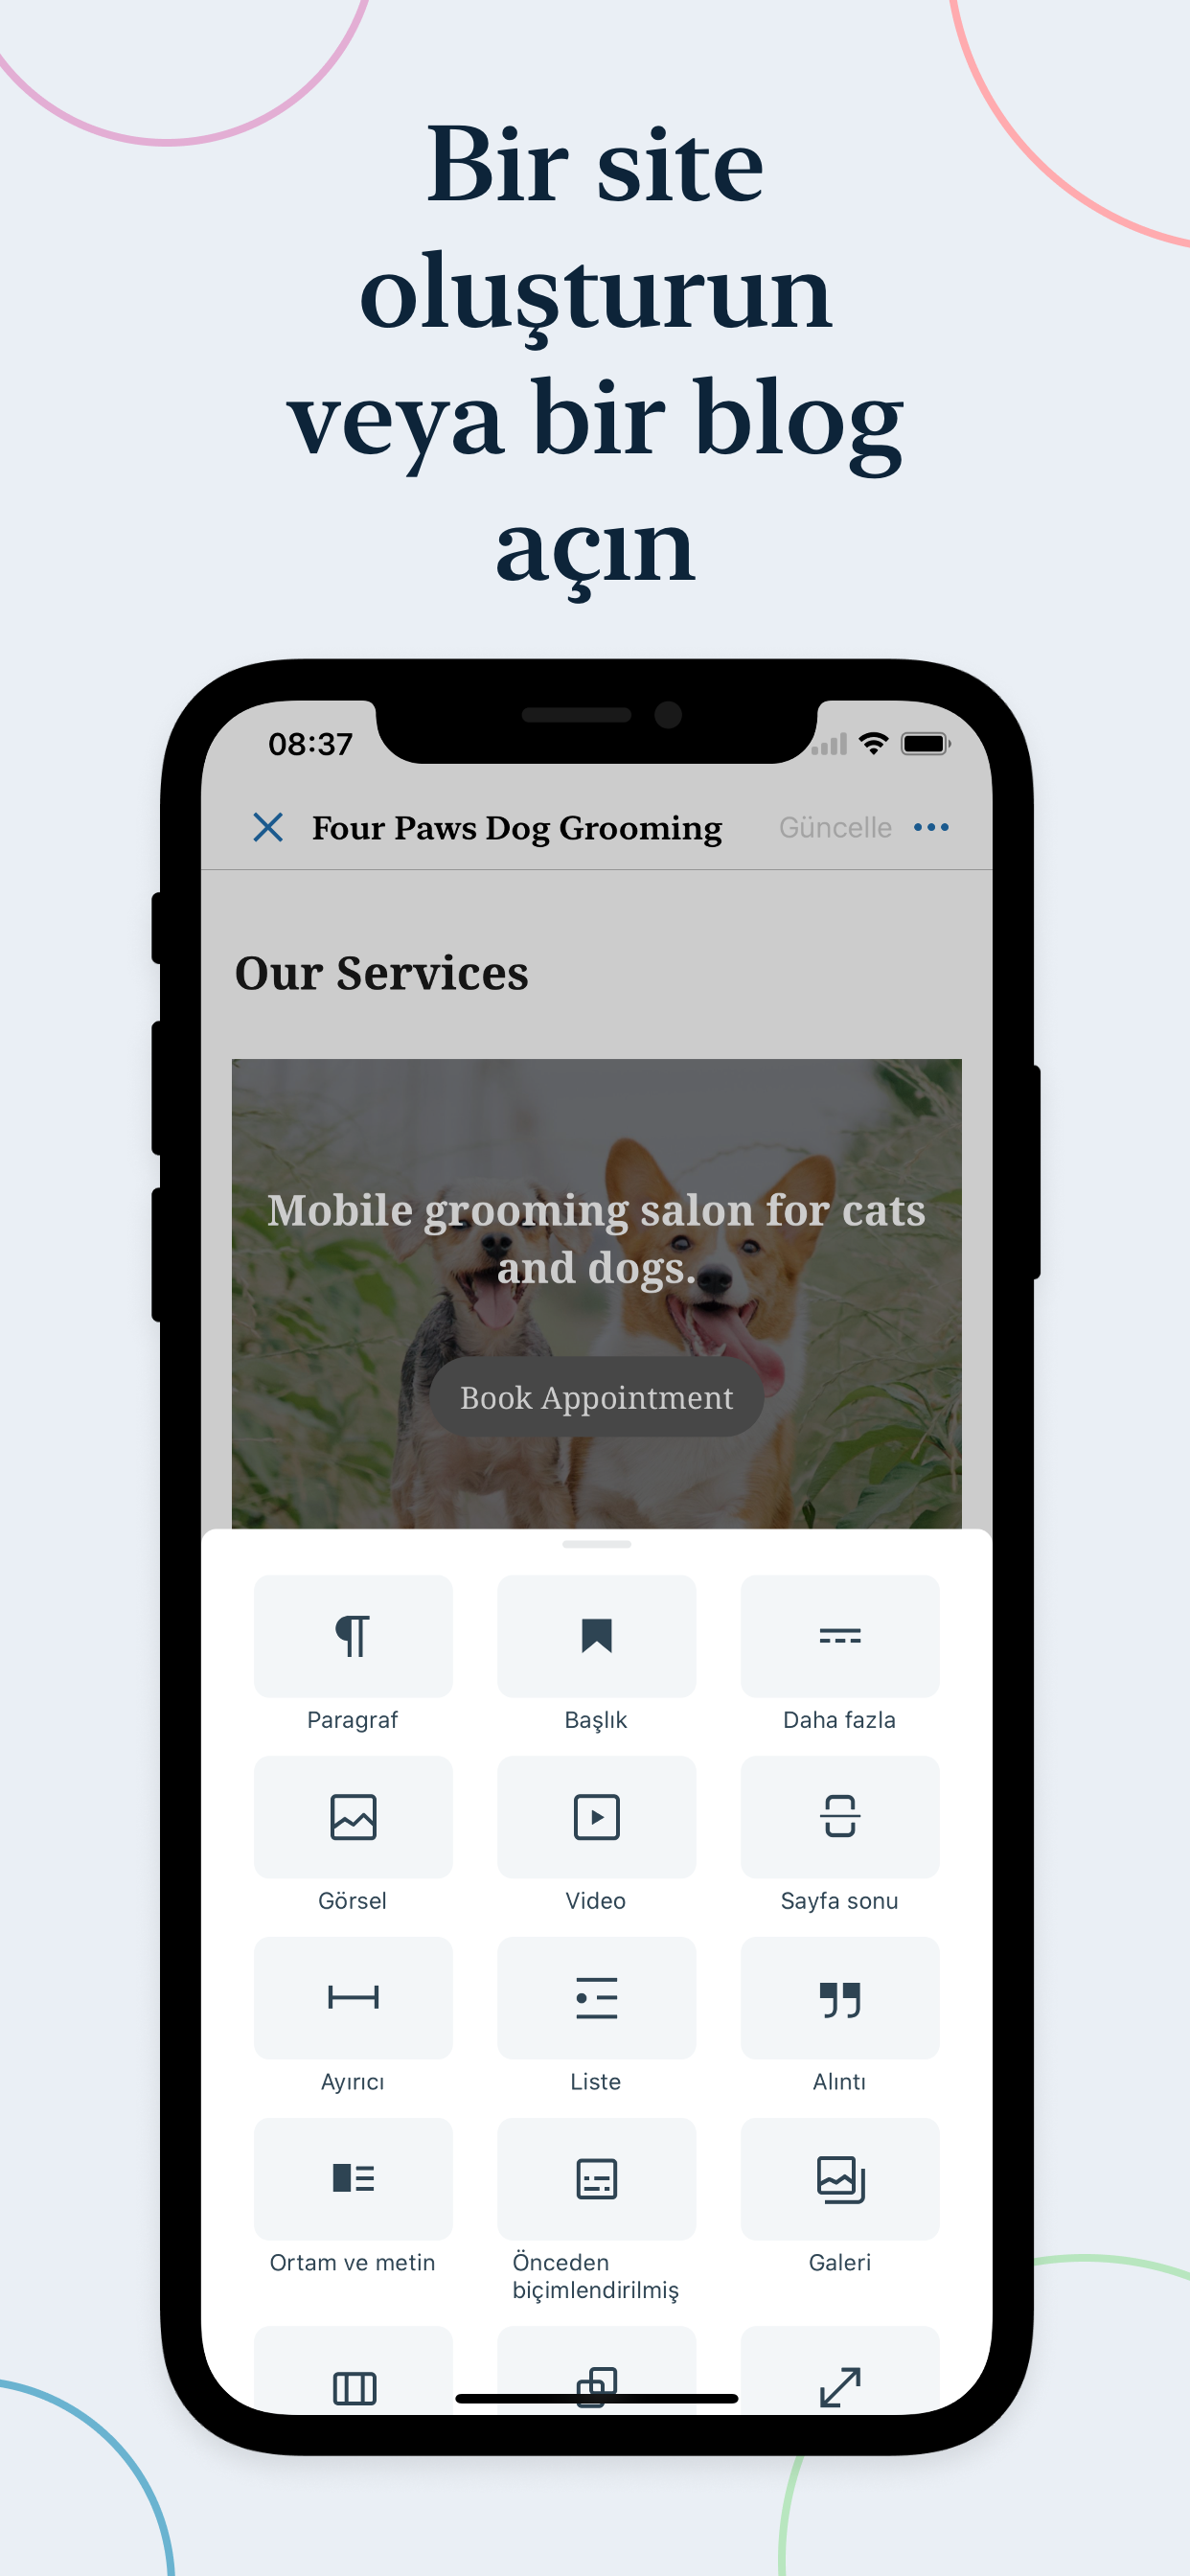 Bir site
oluşturun
veya bir blog
açın
08:37
Four Paws Dog Grooming
Güncelle
Our Services
Mobile grooming salon for cats
and dogs.
Book Appointment
Paragraf
Başlık
Daha fazla
Görsel
Video
Sayfa sonu
Ayırıcı
Liste
Alıntı
Ortam ve metin
Önceden
biçimlendirilmiş
Galeri